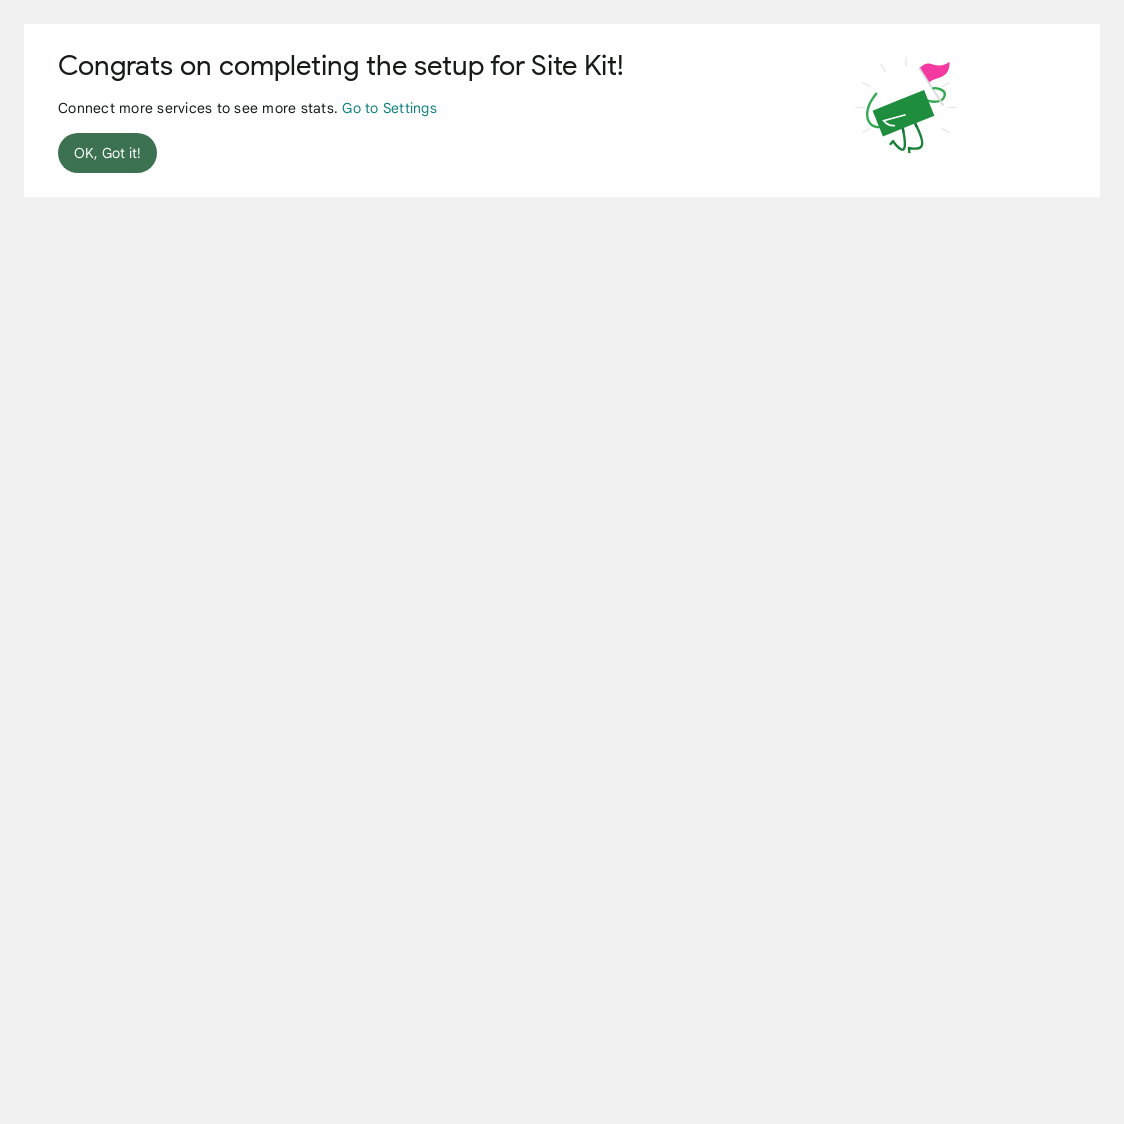 Congrats on completing the setup for Site Kit!
Connect more services to see more stats. Go to Settings
OK, Got it!